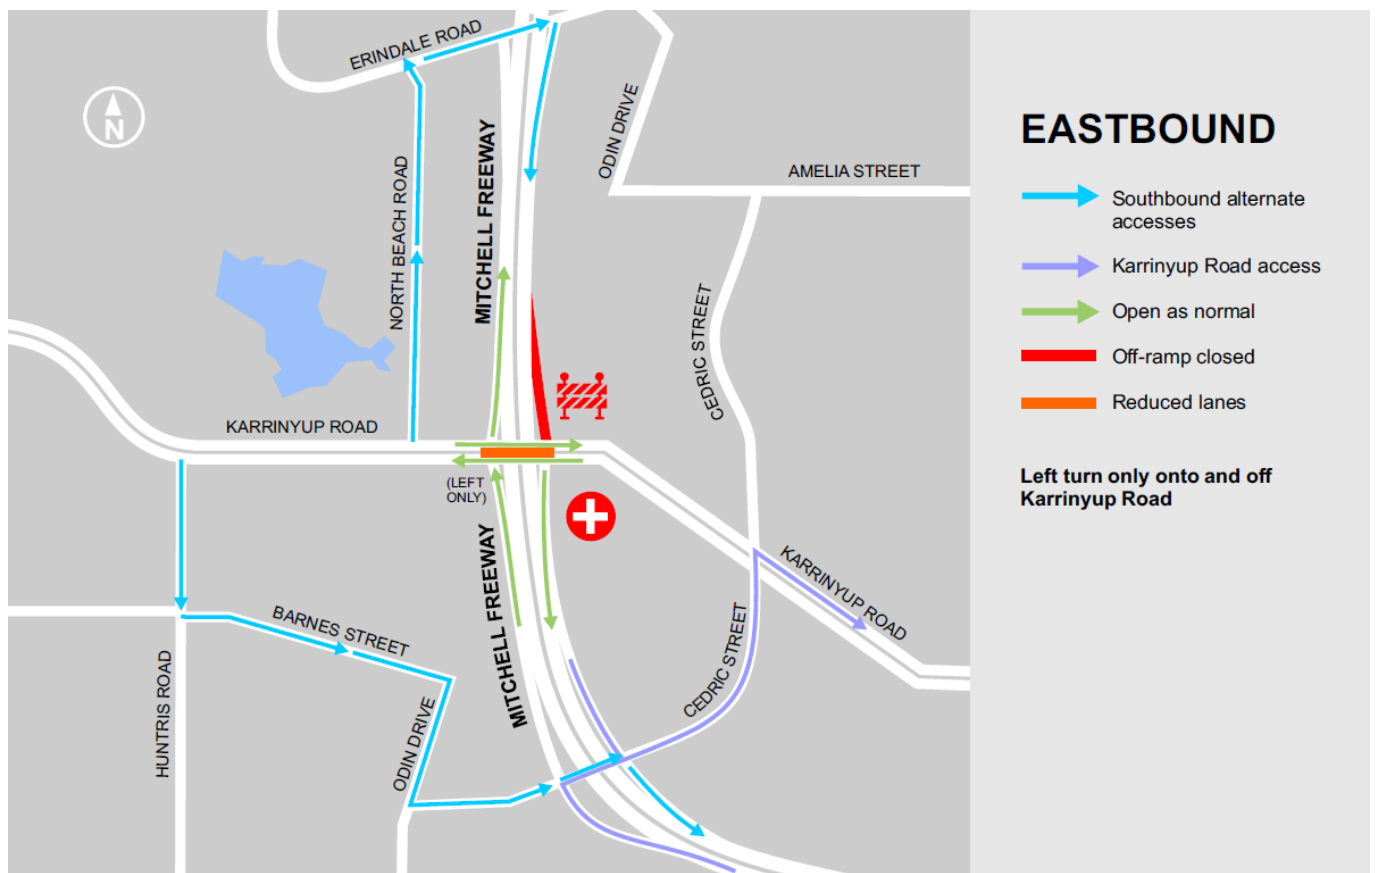 ERINDALE ROAD
N
ODIN DRIVE
AMELIA STREET
NORTH BEACH ROAD
MITCHELL FREEWAY
CEDRIC STREET
KARRINYUP ROAD
(LEFT
ONLY)
MITCHELL FREEWAY
KARRINYUP ROAD
BARNES STREET
CEDRIC STREET
HUNTRIS ROAD
ODIN DRIVE
EASTBOUND
Southbound alternate
accesses
Karrinyup Road access
Open as normal
Off-ramp closed
Reduced lanes
Left turn only onto and off
Karrinyup Road